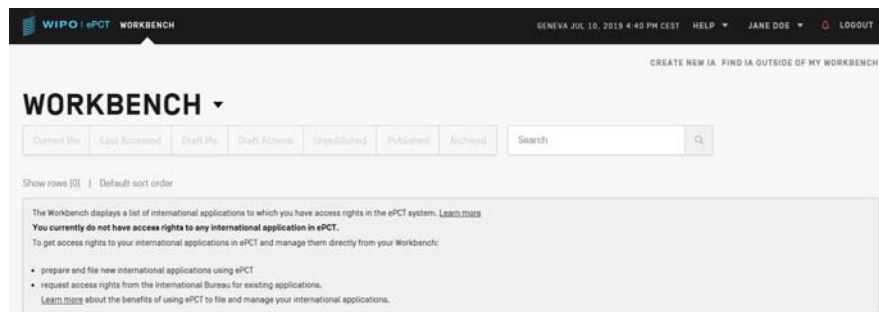 WIPO | ePCT WORKBENCH GENEVA JUL 10, 2019 4:40 PM CEST HELP JANE DOE LOGOUT
CREATE NEW IA FIND IA OUTSIDE OF MY WORKBENCH
WORKBENCH
Current IAs Last Accessed Draft IAs Draft Actions Unpublished Published Archived Search
Show rows [0] | Default sort order
The Workbench displays a list of international applications to which you have access rights in the ePCT system. Learn more
You currently do not have access rights to any international application in ePCT.
To get access rights to your international applications in ePCT and manage them directly from your Workbench:
• prepare and file new international applications using ePCT
• request access rights from the International Bureau for existing applications.
Learn more about the benefits of using ePCT to file and manage your international applications.